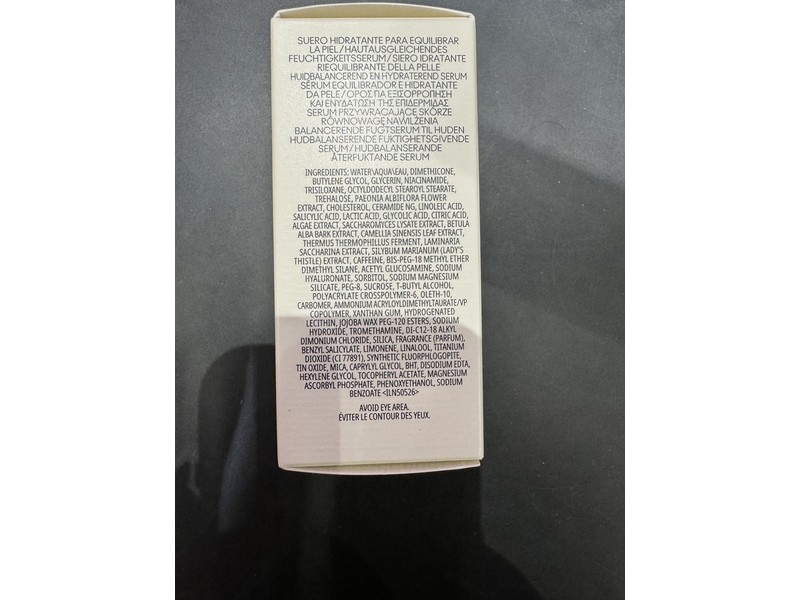 SUERO HIDRATANTE PARA EQUILIBRAR
LA PIEL/HAUTAUSGLEICHENDES
FEUCHTIGKEITSSERUM/SIERO IDRATANTE
RIEQUILIBRANTE DELLA PELLE
HUIDBALANCEREND EN HYDRATEREND SERUM
SÉRUM EQUILIBRADOR E HIDRATANTE
DA PELE/ΟΡΟΣ ΓΙΑ ΕΞΙΣΟΡΡΟΠΗΣΗ
ΚΑΙ ΕΝΥΔΑΤΩΣΗ ΤΗΣ ΕΠΙΔΕΡΜΙΔΑΣ
SERUM PRZYWRACAJĄCE SKÓRZE
RÓWNOWAGĘ NAWILŻENIA
BALANCERENDE FUGTSERUM TIL HUDEN
HUDBALANSERENDE FUKTIGHETSGIVENDE
SERUM/HUDBALANSERANDE
ÅTERFUKTANDE SERUM
INGREDIENTS: WATER\AQUA\EAU, DIMETHICONE,
BUTYLENE GLYCOL, GLYCERIN, NIACINAMIDE,
TRISILOXANE, OCTYLDODECYL STEAROYL STEARATE,
TREHALOSE, PAEONIA ALBIFLORA FLOWER
EXTRACT, CHOLESTEROL, CERAMIDE NG, LINOLEIC ACID,
SALICYLIC ACID, LACTIC ACID, GLYCOLIC ACID, CITRIC ACID,
ALGAE EXTRACT, SACCHAROMYCES LYSATE EXTRACT, BETULA
ALBA BARK EXTRACT, CAMELLIA SINENSIS LEAF EXTRACT,
THERMUS THERMOPHILLUS FERMENT, LAMINARIA
SACCHARINA EXTRACT, SILYBUM MARIANUM (LADY'S
THISTLE) EXTRACT, CAFFEINE, BIS-PEG-18 METHYL ETHER
DIMETHYL SILANE, ACETYL GLUCOSAMINE, SODIUM
HYALURONATE, SORBITOL, SODIUM MAGNESIUM
SILICATE, PEG-8, SUCROSE, T-BUTYL ALCOHOL,
POLYACRYLATE CROSSPOLYMER-6, OLETH-10,
CARBOMER, AMMONIUM ACRYLOYLDIMETHYLTAURATE/VP
COPOLYMER, XANTHAN GUM, HYDROGENATED
LECITHIN, JOJOBA WAX PEG-120 ESTERS, SODIUM
HYDROXIDE, TROMETHAMINE, DI-C12-18 ALKYL
DIMONIUM CHLORIDE, SILICA, FRAGRANCE (PARFUM),
BENZYL SALICYLATE, LIMONENE, LINALOOL, TITANIUM
DIOXIDE (CI 77891), SYNTHETIC FLUORPHLOGOPITE,
TIN OXIDE, MICA, CAPRYLYL GLYCOL, BHT, DISODIUM EDTA,
HEXYLENE GLYCOL, TOCOPHERYL ACETATE, MAGNESIUM
ASCORBYL PHOSPHATE, PHENOXYETHANOL, SODIUM
BENZOATE <ILN50526>
AVOID EYE AREA.
ÉVITER LE CONTOUR DES YEUX.